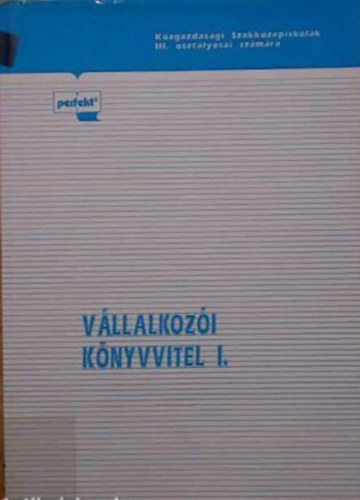 Közgazdasági Szakközépiskolák
III. osztályosai számára
perfekt®
VÁLLALKOZÓI
KÖNYVVITEL I.